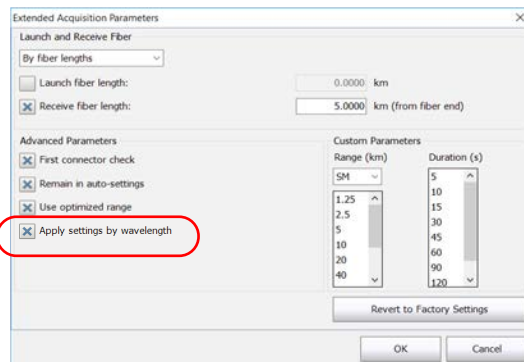 Extended Acquisition Parameters
Launch and Receive Fiber
By fiber lengths
Launch fiber length:
0.0000 km
Receive fiber length:
5.0000 km (from fiber end)
Advanced Parameters
First connector check
Remain in auto-settings
Use optimized range
Apply settings by wavelength
Custom Parameters
Range (km)
SM
1.25
2.5
5
10
20
40
Duration (s)
5
10
15
30
45
60
90
120
Revert to Factory Settings
OK
Cancel